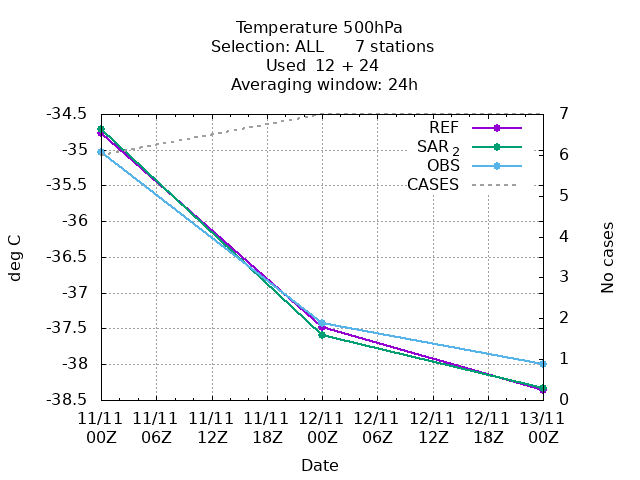 Temperature 500hPa
Selection: ALL 7 stations
Used 12 + 24
Averaging window: 24h
-34.5
-35
-35.5
-36
-36.5
-37
-37.5
-38
-38.5
deg C
REF
SAR 2
OBS
CASES
7
6
5
4
3
2
1
0
No cases
11/11 11/11 11/11 11/11 12/11 12/11 12/11 12/11 13/11
00Z 06Z 12Z 18Z 00Z 06Z 12Z 18Z 00Z
Date